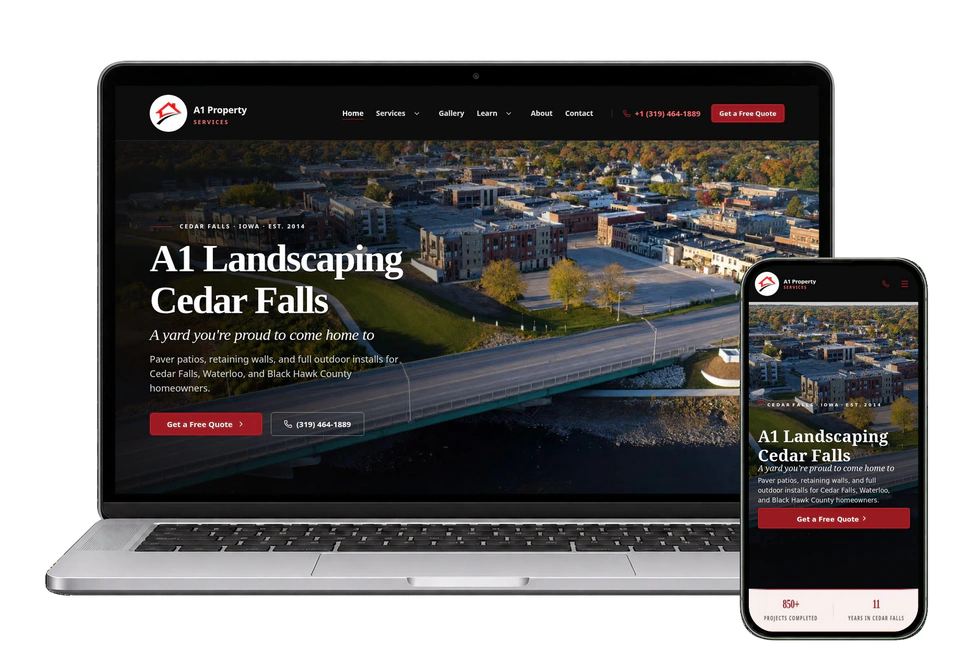 A1 Property
SERVICES
Home Services Gallery Learn About Contact
+1 (319) 464-1889
Get a Free Quote
CEDAR FALLS · IOWA · EST. 2014
A1 Landscaping
Cedar Falls
A yard you're proud to come home to
Paver patios, retaining walls, and full outdoor installs for
Cedar Falls, Waterloo, and Black Hawk County
homeowners.
Get a Free Quote
(319) 464-1889
A1 Property
SERVICES
CEDAR FALLS · IOWA · EST. 2014
A1 Landscaping
Cedar Falls
A yard you're proud to come home to
Paver patios, retaining walls, and full
outdoor installs for Cedar Falls, Waterloo,
and Black Hawk County homeowners.
Get a Free Quote
850+
PROJECTS COMPLETED
11
YEARS IN CEDAR FALLS